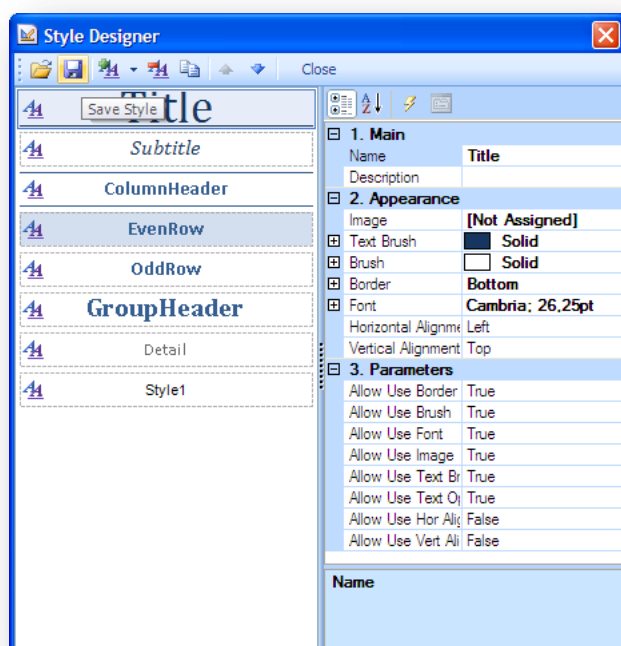 Style Designer
Close
Title
Save Style
Subtitle
ColumnHeader
EvenRow
OddRow
GroupHeader
Detail
Style1
1. Main
Name Title
Description
2. Appearance
Image [Not Assigned]
Text Brush Solid
Brush Solid
Border Bottom
Font Cambria; 26,25pt
Horizontal Alignme Left
Vertical Alignment Top
3. Parameters
Allow Use Border True
Allow Use Brush True
Allow Use Font True
Allow Use Image True
Allow Use Text Br True
Allow Use Text O True
Allow Use Hor Alig False
Allow Use Vert Ali False
Name